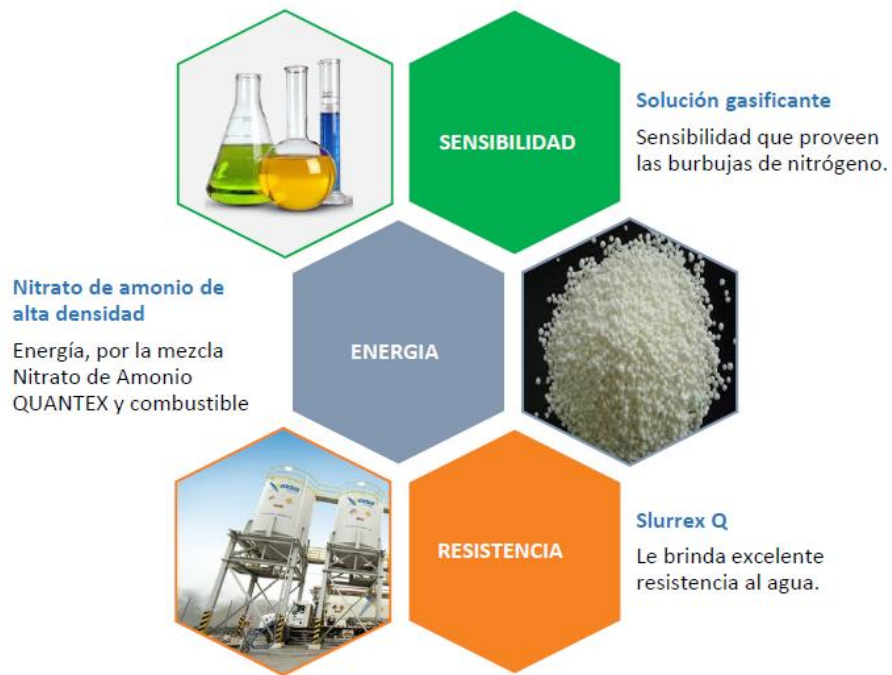 SENSIBILIDAD
Solución gasificante
Sensibilidad que proveen
las burbujas de nitrógeno.
Nitrato de amonio de
alta densidad
Energía, por la mezcla
Nitrato de Amonio
QUANTEX y combustible
ENERGIA
RESISTENCIA
Slurrex Q
Le brinda excelente
resistencia al agua.